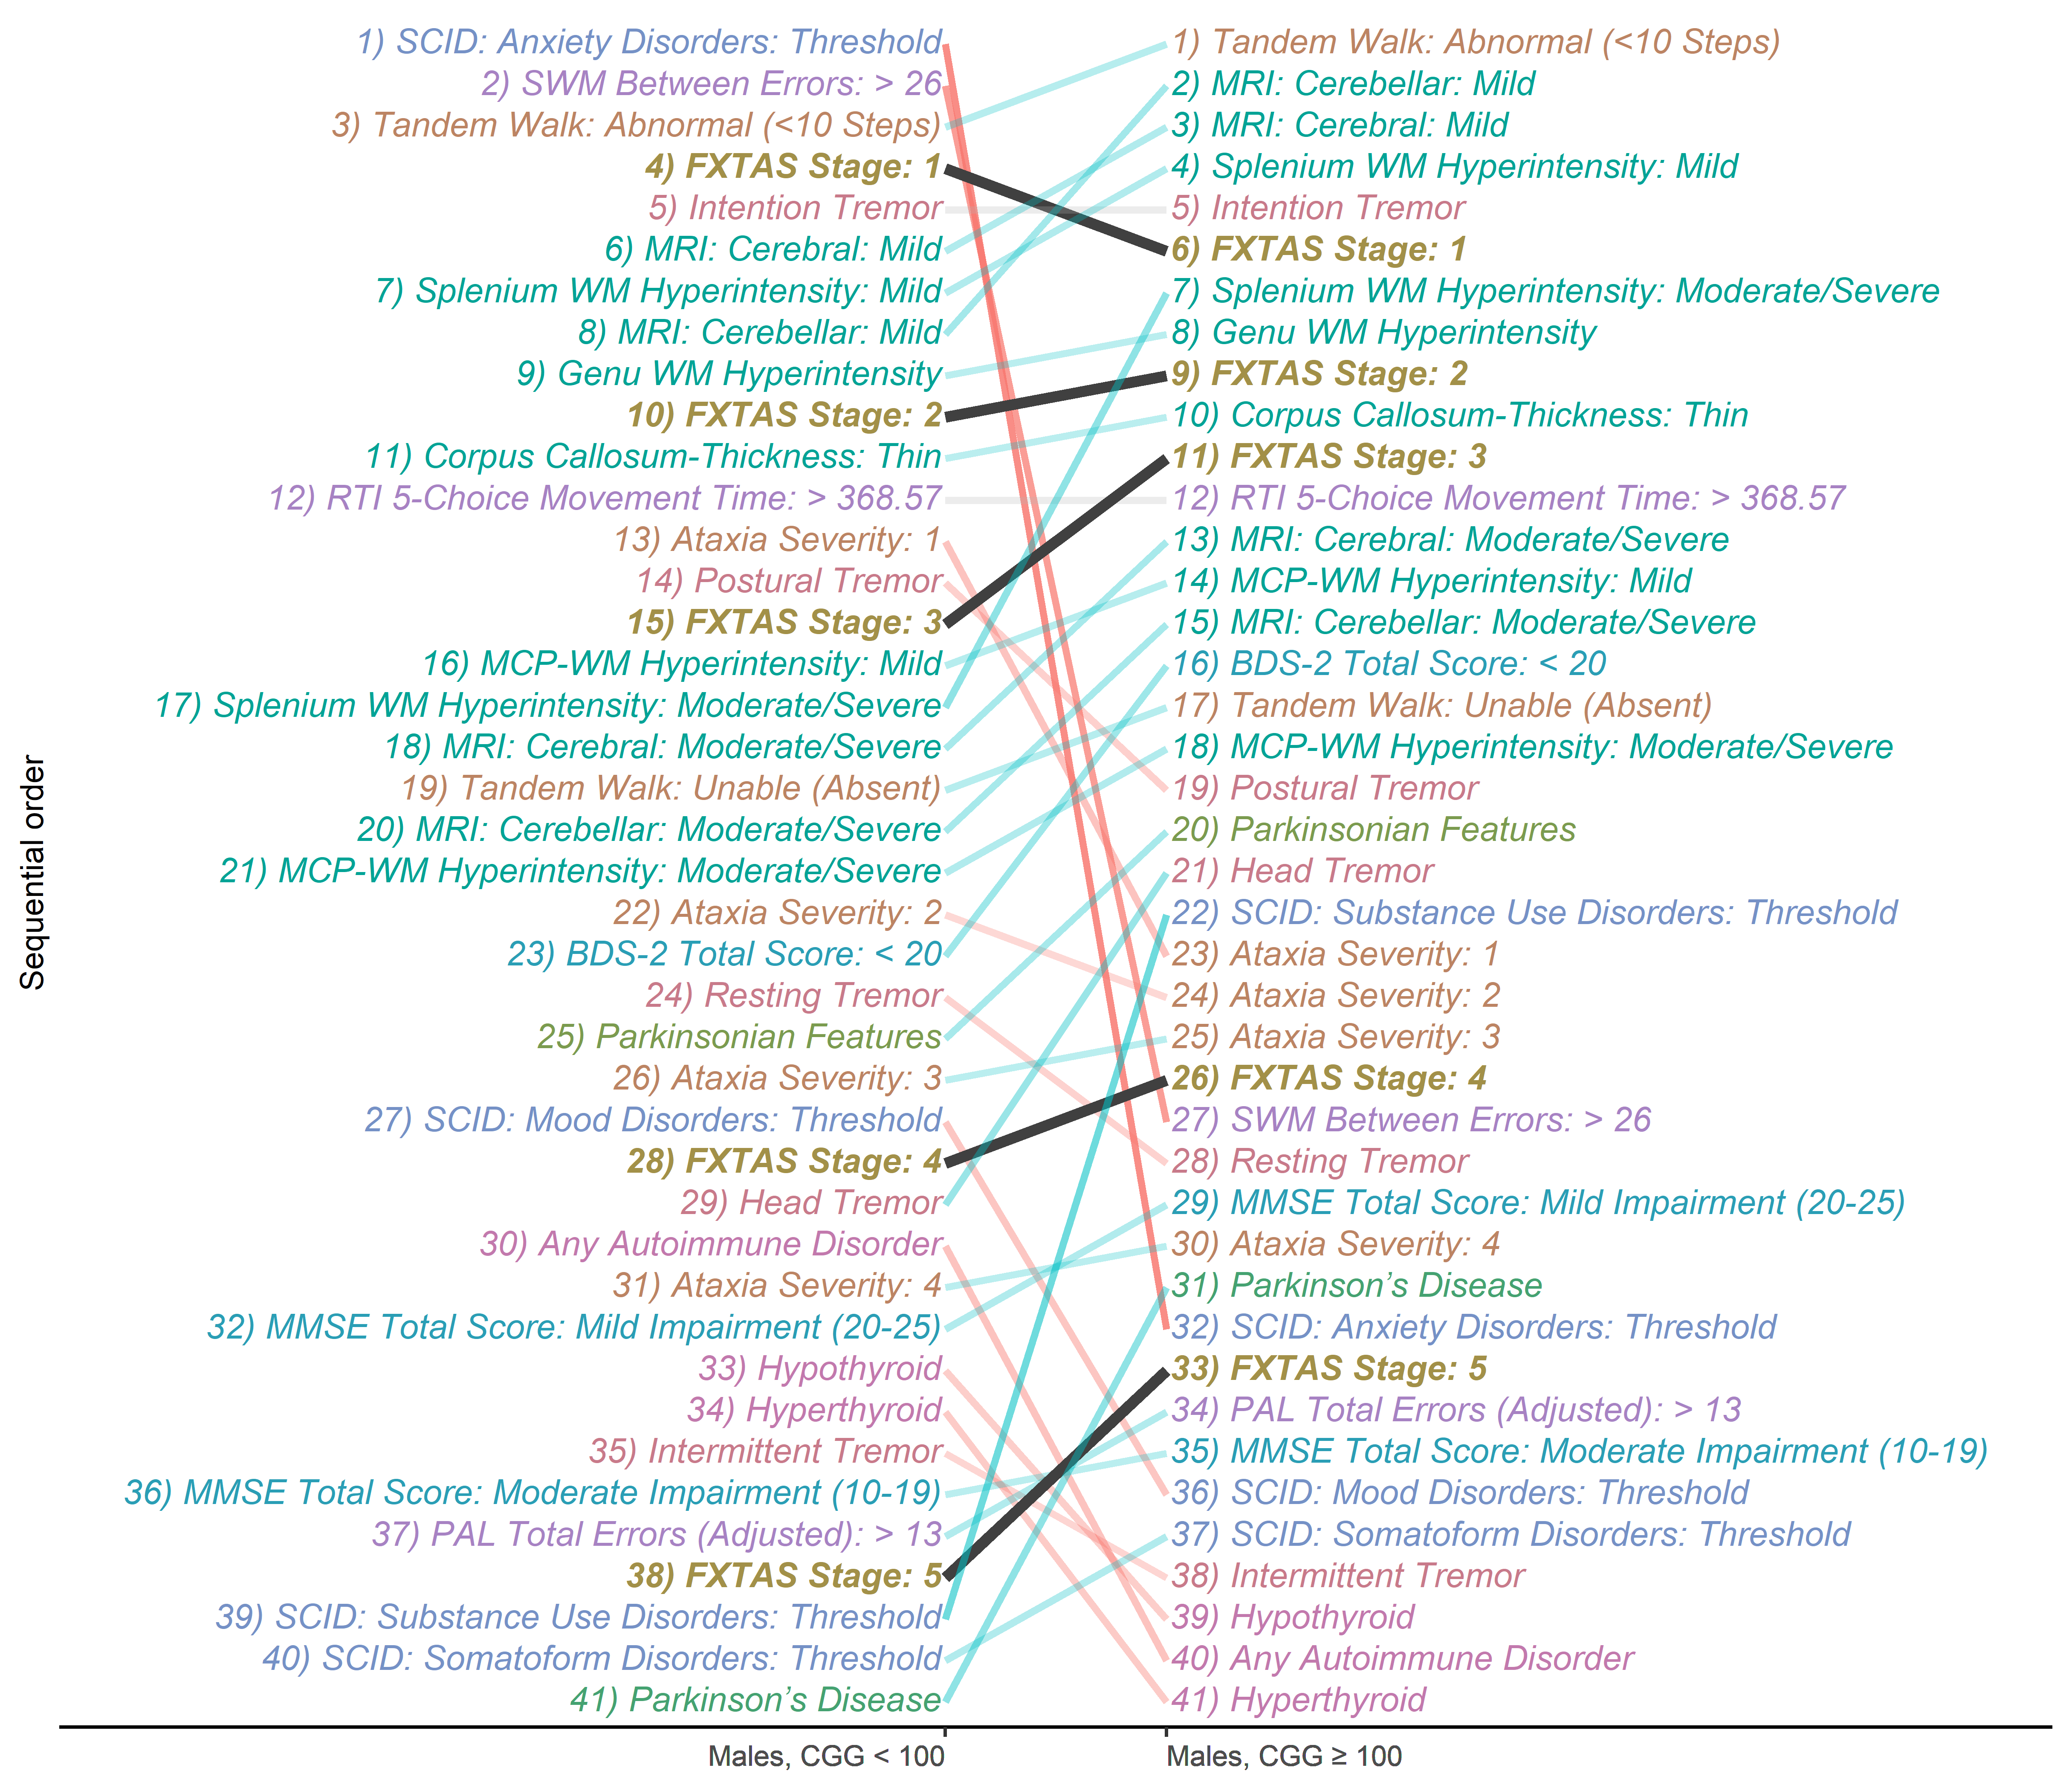 Sequential order
1) SCID: Anxiety Disorders: Threshold
2) SWM Between Errors: > 26
3) Tandem Walk: Abnormal (<10 Steps)
4) FXTAS Stage: 1
5) Intention Tremor
6) MRI: Cerebral: Mild
7) Splenium WM Hyperintensity: Mild
8) MRI: Cerebellar: Mild
9) Genu WM Hyperintensity
10) FXTAS Stage: 2
11) Corpus Callosum-Thickness: Thin
12) RTI 5-Choice Movement Time: > 368.57
13) Ataxia Severity: 1
14) Postural Tremor
15) FXTAS Stage: 3
16) MCP-WM Hyperintensity: Mild
17) Splenium WM Hyperintensity: Moderate/Severe
18) MRI: Cerebral: Moderate/Severe
19) Tandem Walk: Unable (Absent)
20) MRI: Cerebellar: Moderate/Severe
21) MCP-WM Hyperintensity: Moderate/Severe
22) Ataxia Severity: 2
23) BDS-2 Total Score: < 20
24) Resting Tremor
25) Parkinsonian Features
26) Ataxia Severity: 3
27) SCID: Mood Disorders: Threshold
28) FXTAS Stage: 4
29) Head Tremor
30) Any Autoimmune Disorder
31) Ataxia Severity: 4
32) MMSE Total Score: Mild Impairment (20-25)
33) Hypothyroid
34) Hyperthyroid
35) Intermittent Tremor
36) MMSE Total Score: Moderate Impairment (10-19)
37) PAL Total Errors (Adjusted): > 13
38) FXTAS Stage: 5
39) SCID: Substance Use Disorders: Threshold
40) SCID: Somatoform Disorders: Threshold
41) Parkinson's Disease
1) Tandem Walk: Abnormal (<10 Steps)
2) MRI: Cerebellar: Mild
3) MRI: Cerebral: Mild
4) Splenium WM Hyperintensity: Mild
5) Intention Tremor
6) FXTAS Stage: 1
7) Splenium WM Hyperintensity: Moderate/Severe
8) Genu WM Hyperintensity
9) FXTAS Stage: 2
10) Corpus Callosum-Thickness: Thin
11) FXTAS Stage: 3
12) RTI 5-Choice Movement Time: > 368.57
13) MRI: Cerebral: Moderate/Severe
14) MCP-WM Hyperintensity: Mild
15) MRI: Cerebellar: Moderate/Severe
16) BDS-2 Total Score: < 20
17) Tandem Walk: Unable (Absent)
18) MCP-WM Hyperintensity: Moderate/Severe
19) Postural Tremor
20) Parkinsonian Features
21) Head Tremor
22) SCID: Substance Use Disorders: Threshold
23) Ataxia Severity: 1
24) Ataxia Severity: 2
25) Ataxia Severity: 3
26) FXTAS Stage: 4
27) SWM Between Errors: > 26
28) Resting Tremor
29) MMSE Total Score: Mild Impairment (20-25)
30) Ataxia Severity: 4
31) Parkinson's Disease
32) SCID: Anxiety Disorders: Threshold
33) FXTAS Stage: 5
34) PAL Total Errors (Adjusted): > 13
35) MMSE Total Score: Moderate Impairment (10-19)
36) SCID: Mood Disorders: Threshold
37) SCID: Somatoform Disorders: Threshold
38) Intermittent Tremor
39) Hypothyroid
40) Any Autoimmune Disorder
41) Hyperthyroid
Males, CGG < 100
Males, CGG ≥ 100